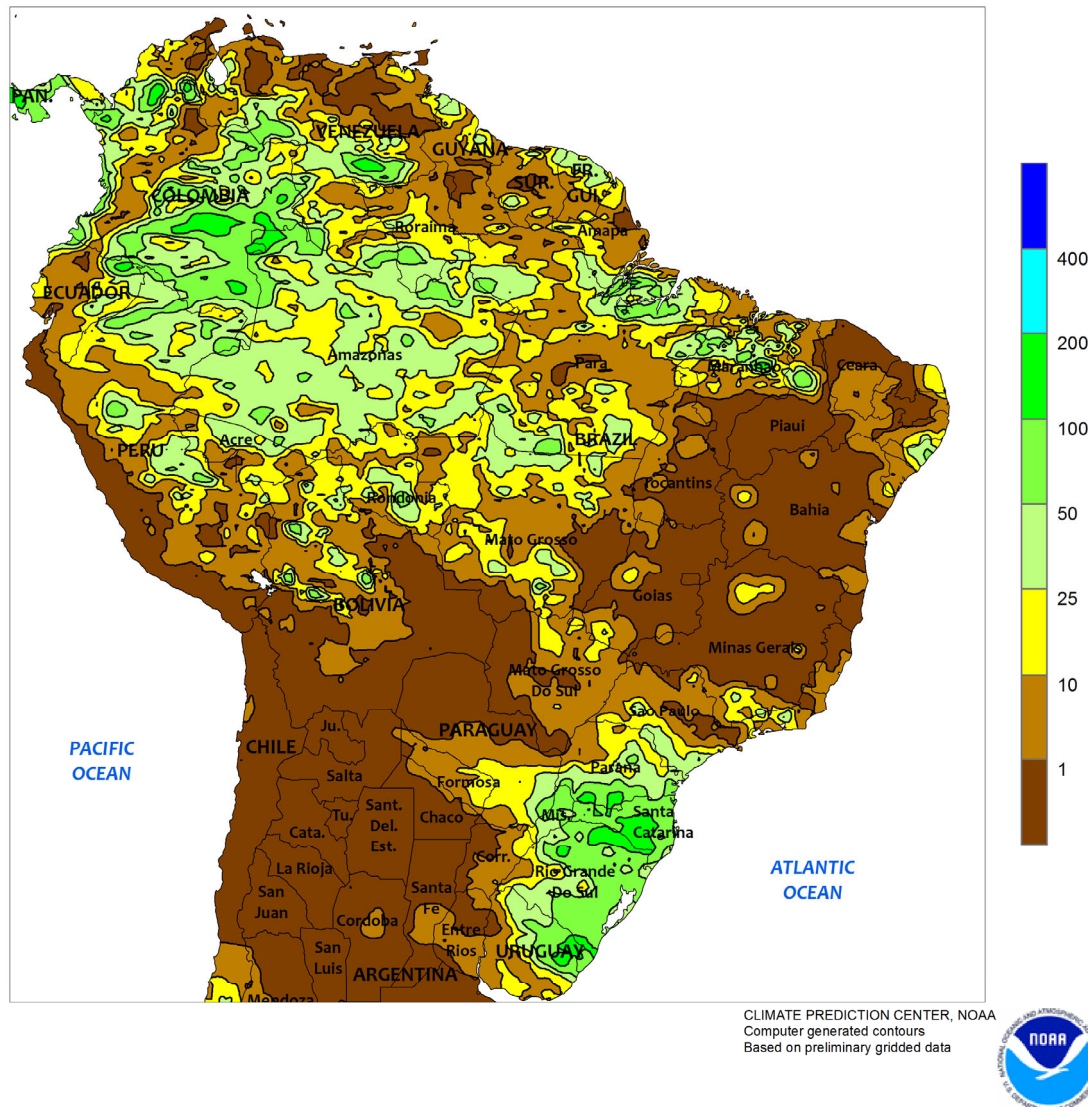 PAN.
VENEZUELA
GUYANA
FR.
SUR.
GUI.
COLOMBIA
Roraima
Amapa
ECUADOR
Amazonas
Para
Maranhao
Ceara
Piaui
PERU
Acre
BRAZIL
Tocantins
Rondonia
Bahia
Mato Grosso
BOLIVIA
Goias
Minas Gerais
Mato Grosso
Do Sul
Sao Paulo
PARAGUAY
Ju.
CHILE
PACIFIC
OCEAN
Salta
Formosa
Parana
Tu.
Sant.
Del.
Est.
Chaco
Mis.
Santa
Catarina
Cata.
La Rioja
Corr.
Rio Grande
Do Sul
ATLANTIC
OCEAN
San
Juan
Santa
Fe
Cordoba
Entre
Rios
URUGUAY
San
Luis
ARGENTINA
Mendoza
400
200
100
50
25
10
1
CLIMATE PREDICTION CENTER, NOAA
Computer generated contours
Based on preliminary gridded data
NOAA